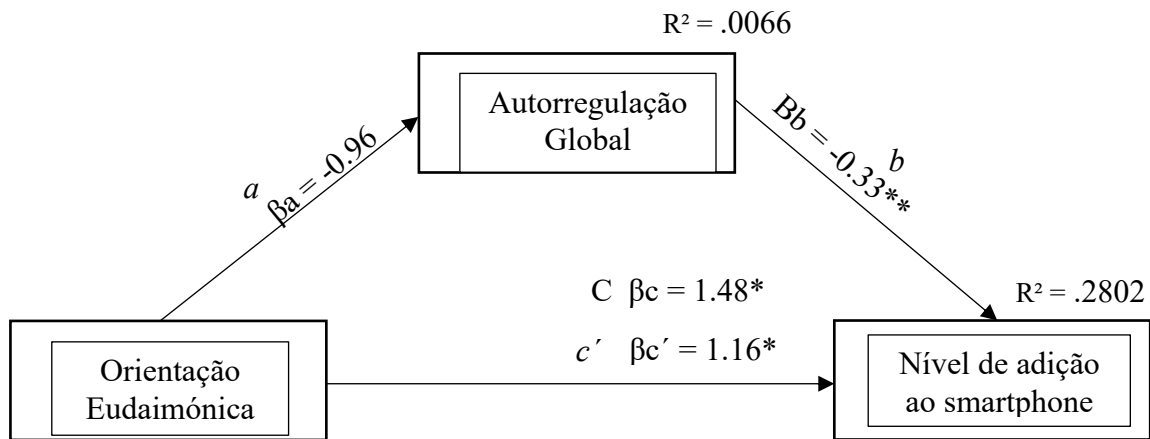 R² = .0066
Autorregulação
Global
a
βa = -0.96
Bb = -0.33**
b
C βc = 1.48*
R² = .2802
c´ βc´ = 1.16*
Orientação
Eudaimónica
Nível de adição
ao smartphone